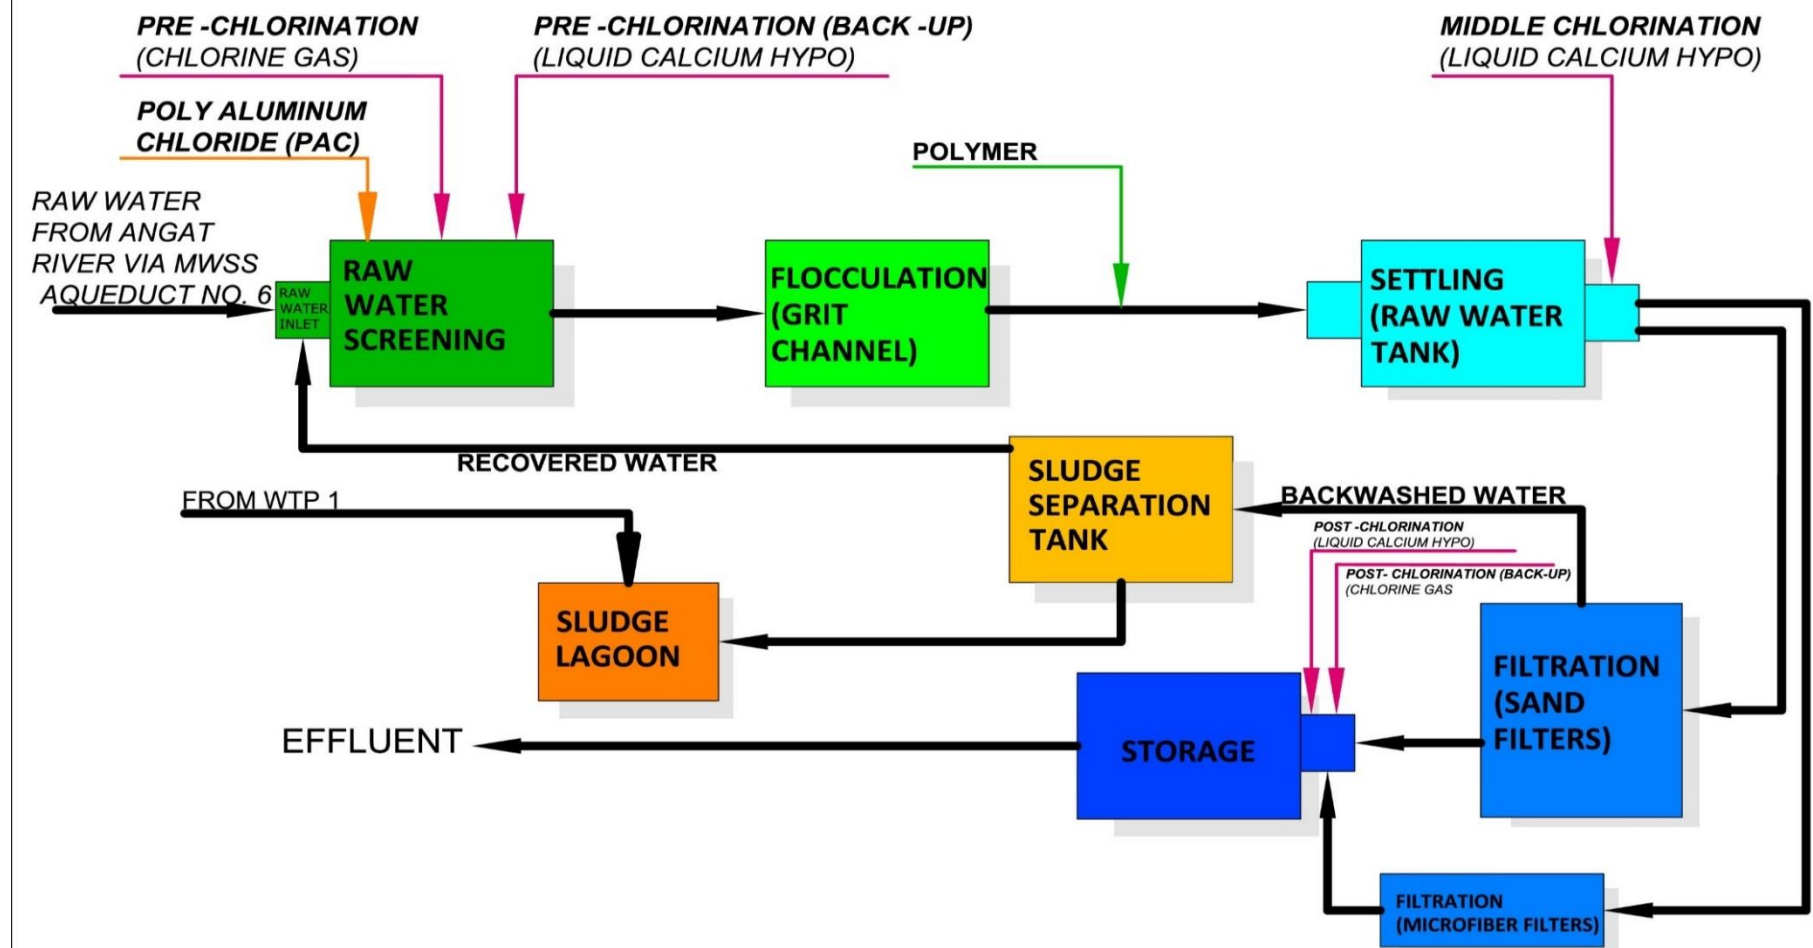 PRE -CHLORINATION
(CHLORINE GAS)
PRE -CHLORINATION (BACK -UP)
(LIQUID CALCIUM HYPO)
MIDDLE CHLORINATION
(LIQUID CALCIUM HYPO)
POLY ALUMINUM
CHLORIDE (PAC)
POLYMER
RAW WATER
FROM ANGAT
RIVER VIA MWSS
AQUEDUCT NO. 6
RAW
WATER
INLET
RAW
WATER
SCREENING
FLOCCULATION
(GRIT
CHANNEL)
SETTLING
(RAW WATER
TANK)
RECOVERED WATER
SLUDGE
SEPARATION
TANK
BACKWASHED WATER
FROM WTP 1
POST -CHLORINATION
(LIQUID CALCIUM HYPO)
POST- CHLORINATION (BACK-UP)
(CHLORINE GAS
SLUDGE
LAGOON
FILTRATION
(SAND
FILTERS)
EFFLUENT
STORAGE
FILTRATION
(MICROFIBER FILTERS)